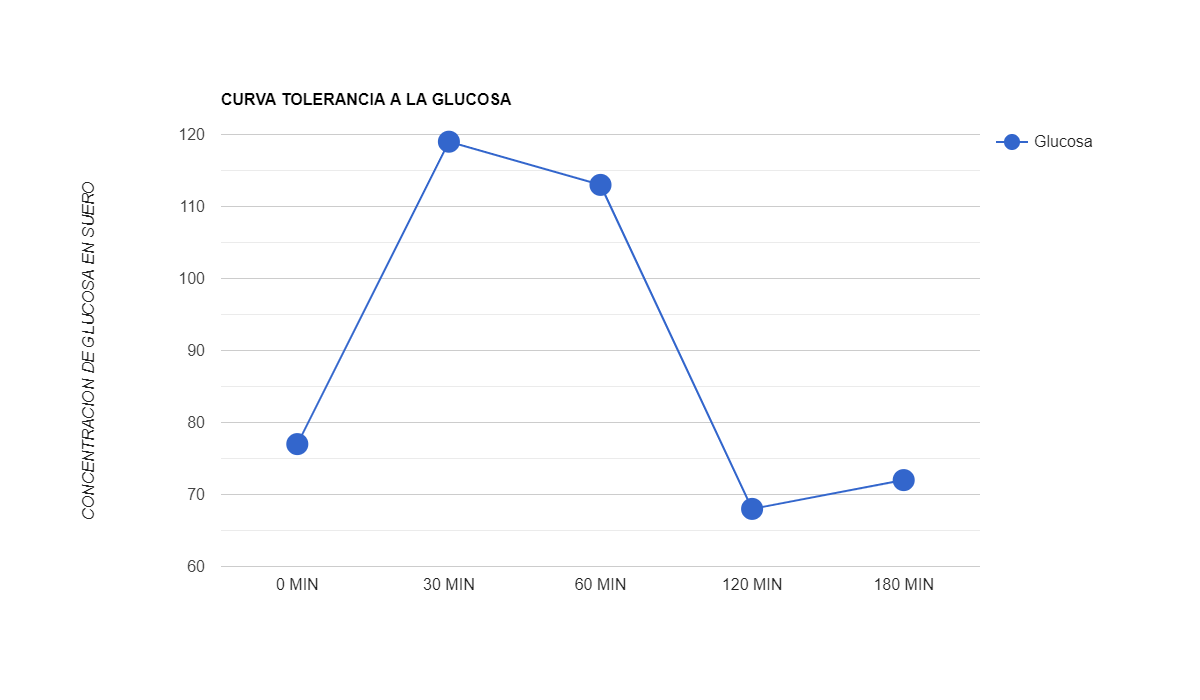 CURVA TOLERANCIA A LA GLUCOSA
Glucosa
CONCENTRACION DE GLUCOSA EN SUERO
120
110
100
90
80
70
60
0 MIN
30 MIN
60 MIN
120 MIN
180 MIN